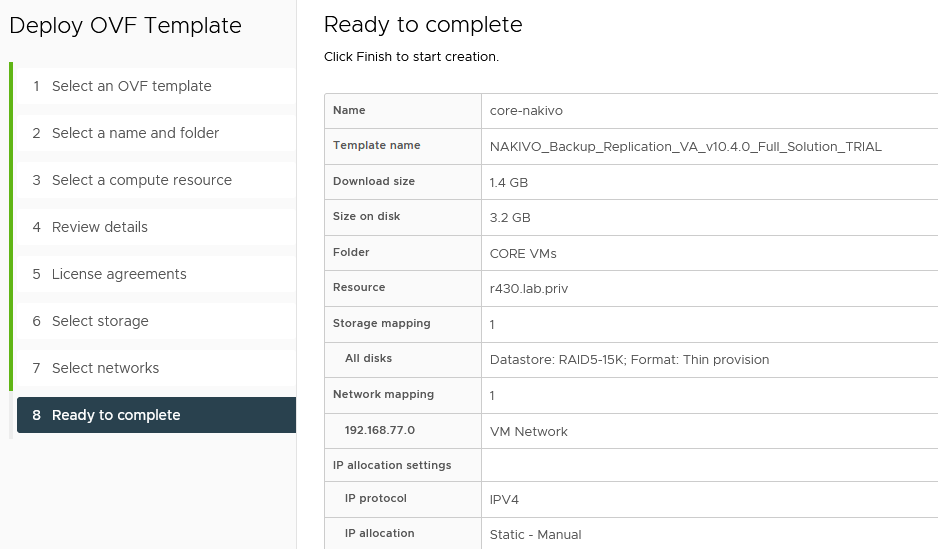 Deploy OVF Template
1 Select an OVF template
2 Select a name and folder
3 Select a compute resource
4 Review details
5 License agreements
6 Select storage
7 Select networks
8 Ready to complete
Ready to complete
Click Finish to start creation.
Name core-nakivo
Template name NAKIVO_Backup_Replication_VA_v10.4.0_Full_Solution_TRIAL
Download size 1.4 GB
Size on disk 3.2 GB
Folder CORE VMs
Resource r430.lab.priv
Storage mapping 1
All disks Datastore: RAID5-15K; Format: Thin provision
Network mapping 1
192.168.77.0 VM Network
IP allocation settings
IP protocol IPV4
IP allocation Static - Manual